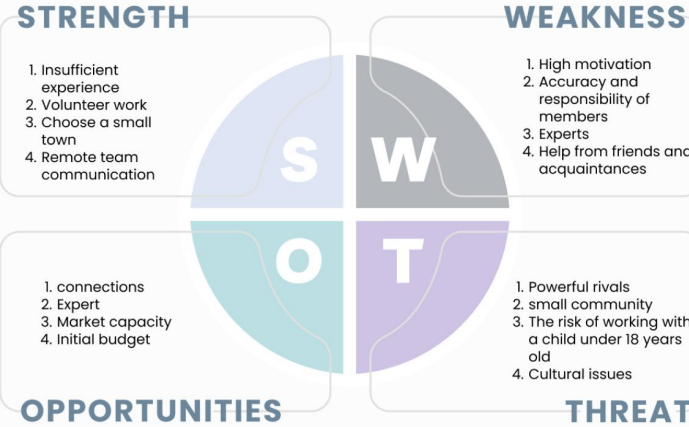 STRENGTH
1. Insufficient
experience
2. Volunteer work
3. Choose a small
town
4. Remote team
communication
WEAKNESS
1. High motivation
2. Accuracy and
responsibility of
members
3. Experts
4. Help from friends and
acquaintances
S
W
O
T
1. connections
2. Expert
3. Market capacity
4. Initial budget
OPPORTUNITIES
1. Powerful rivals
2. small community
3. The risk of working with
a child under 18 years
old
4. Cultural issues
THREAT